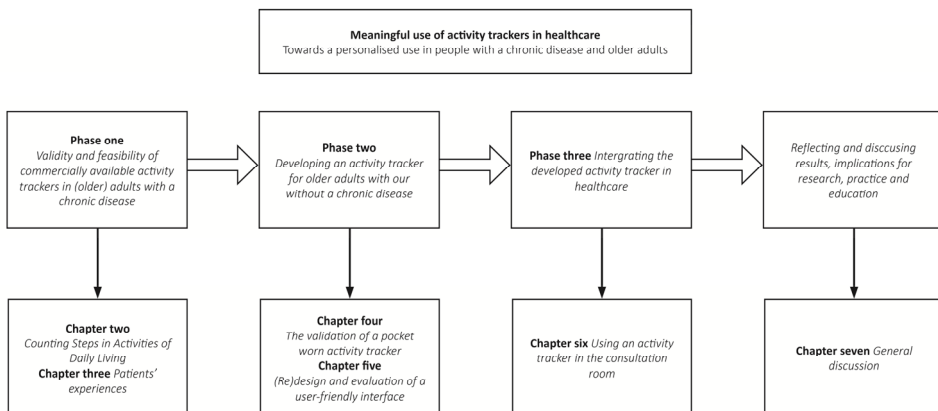 Meaningful use of activity trackers in healthcare
Towards a personalised use in people with a chronic disease and older adults
Phase one
Validity and feasibility of
commercially available activity
trackers in (older) adults with a
chronic disease
Phase two
Developing an activity tracker
for older adults with our
without a chronic disease
Phase three Intergrating the
developed activity tracker in
healthcare
Reflecting and disccusing
results, implications for
research, practice and
education
Chapter two
Counting Steps in Activities of
Daily Living
Chapter three Patients'
experiences
Chapter four
The validation of a pocket
worn activity tracker
Chapter five
(Re)design and evaluation of a
user-friendly interface
Chapter six Using an activity
tracker in the consultation
room
Chapter seven General
discussion